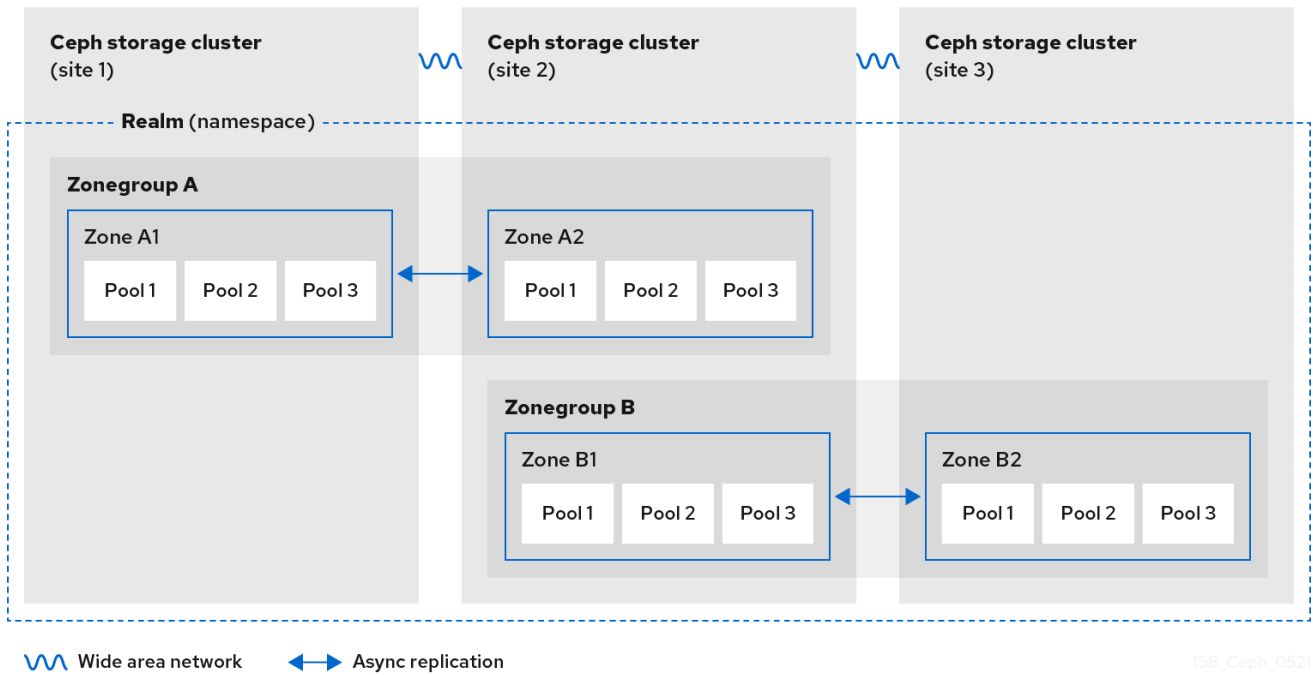 Ceph storage cluster
(site 1)
Ceph storage cluster
(site 2)
Ceph storage cluster
(site 3)
Realm (namespace)
Zonegroup A
Zone A1
Pool 1 Pool 2 Pool 3
Zone A2
Pool 1 Pool 2 Pool 3
Zonegroup B
Zone B1
Pool 1 Pool 2 Pool 3
Zone B2
Pool 1 Pool 2 Pool 3
Wide area network
Async replication
158_Ceph_0521